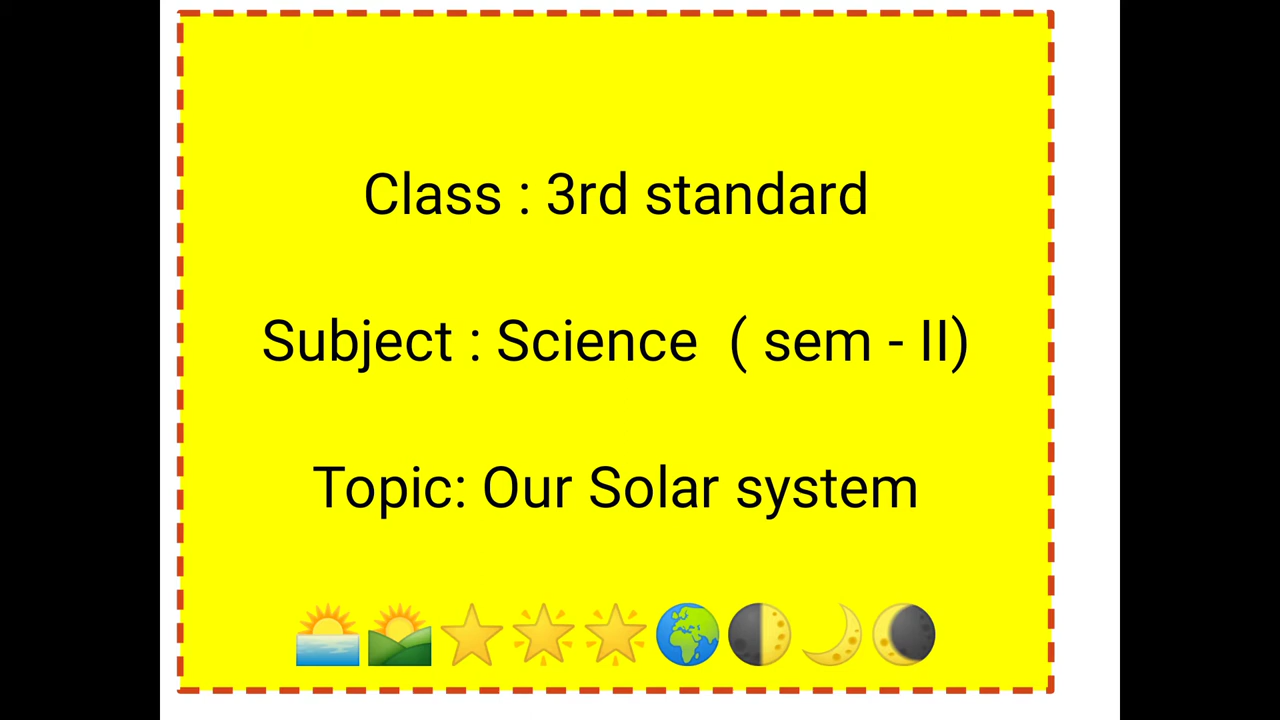 Class : 3rd standard
Subject : Science ( sem - II)
Topic: Our Solar system